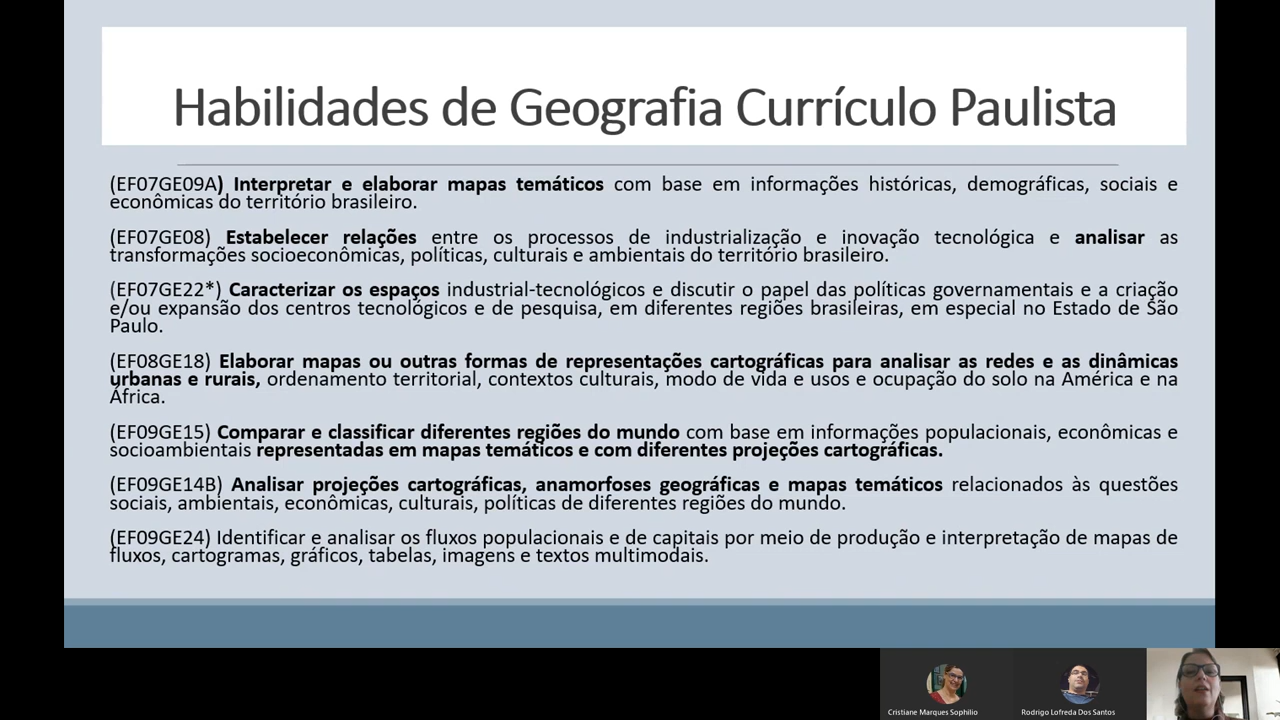 Habilidades de Geografia Currículo Paulista
(EF07GE09A) Interpretar e elaborar mapas temáticos com base em informações históricas, demográficas, sociais e
econômicas do território brasileiro.
(EF07GE08) Estabelecer relações entre os processos de industrialização e inovação tecnológica e analisar as
transformações socioeconômicas, políticas, culturais e ambientais do território brasileiro.
(EF07GE22*) Caracterizar os espaços industrial-tecnológicos e discutir o papel das políticas governamentais e a criação
e/ou expansão dos centros tecnológicos e de pesquisa, em diferentes regiões brasileiras, em especial no Estado de São
Paulo.
(EF08GE18) Elaborar mapas ou outras formas de representações cartográficas para analisar as redes e as dinâmicas
urbanas e rurais, ordenamento territorial, contextos culturais, modo de vida e usos e ocupação do solo na América e na
África.
(EF09GE15) Comparar e classificar diferentes regiões do mundo com base em informações populacionais, econômicas e
socioambientais representadas em mapas temáticos e com diferentes projeções cartográficas.
(EF09GE14B) Analisar projeções cartográficas, anamorfoses geográficas e mapas temáticos relacionados às questões
sociais, ambientais, econômicas, culturais, políticas de diferentes regiões do mundo.
(EF09GE24) Identificar e analisar os fluxos populacionais e de capitais por meio de produção e interpretação de mapas de
fluxos, cartogramas, gráficos, tabelas, imagens e textos multimodais.
Cristiane Marques Sophilio
Rodrigo Lofreda Dos Santos